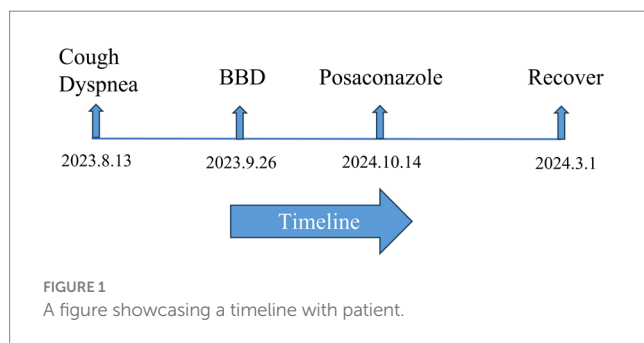 Cough
Dyspnea
BBD
Posaconazole
Recover
2023.8.13
2023.9.26
2024.10.14
2024.3.1
Timeline
FIGURE 1
A figure showcasing a timeline with patient.